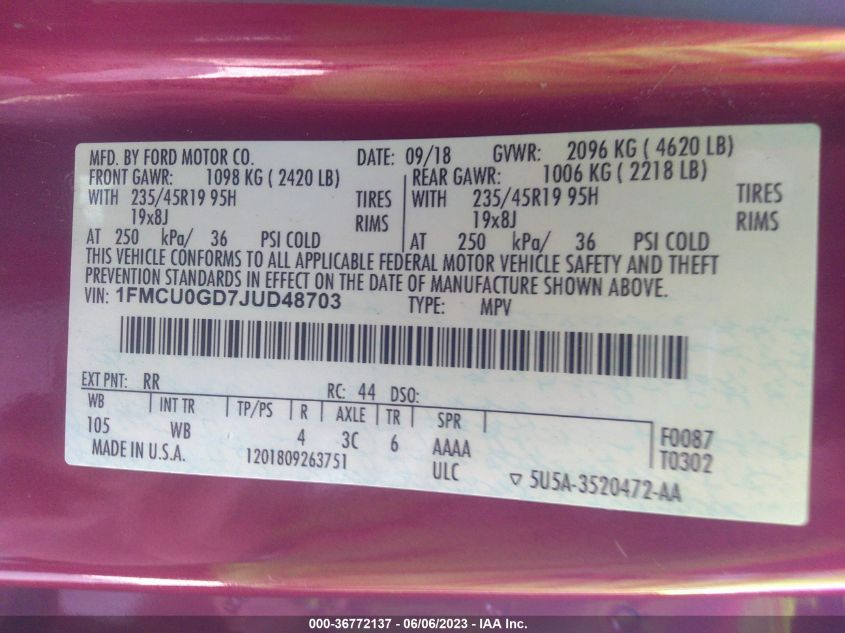 MFD. BY FORD MOTOR CO. DATE: 09/18 GVWR: 2096 KG ( 4620 LB)
FRONT GAWR: 1098 KG ( 2420 LB) REAR GAWR: 1006 KG ( 2218 LB)
WITH 235/45R19 95H TIRES WITH 235/45R19 95H TIRES
19x8J RIMS 19x8J RIMS
AT 250 kPa/ 36 PSI COLD AT 250 kPa/ 36 PSI COLD
THIS VEHICLE CONFORMS TO ALL APPLICABLE FEDERAL MOTOR VEHICLE SAFETY AND THEFT
PREVENTION STANDARDS IN EFFECT ON THE DATE OF MANUFACTURE SHOWN ABOVE.
VIN: 1FMCU0GD7JUD48703 TYPE: MPV
EXT PNT: RR RC: 44 DSO:
WB INT TR TP/PS R AXLE TR SPR
105 WB 4 3C 6 AAAA F0087
MADE IN U.S.A. 1201809263751 ULC T0302
▽ 5U5A-3520472-AA
000-36772137 - 06/06/2023 - IAA Inc.